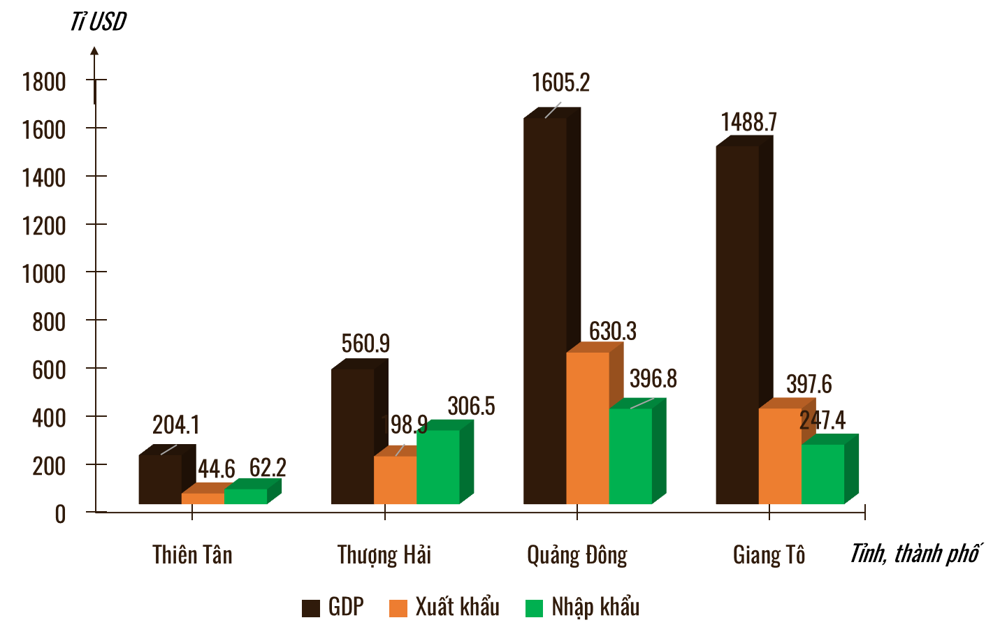 Tỉ USD
1800
1600
1400
1200
1000
800
600
400
200
0
204.1
44.6
62.2
560.9
198.9
306.5
1605.2
630.3
396.8
1488.7
397.6
247.4
Thiên Tân
Thượng Hải
Quảng Đông
Giang Tô
Tỉnh, thành phố
GDP
Xuất khẩu
Nhập khẩu